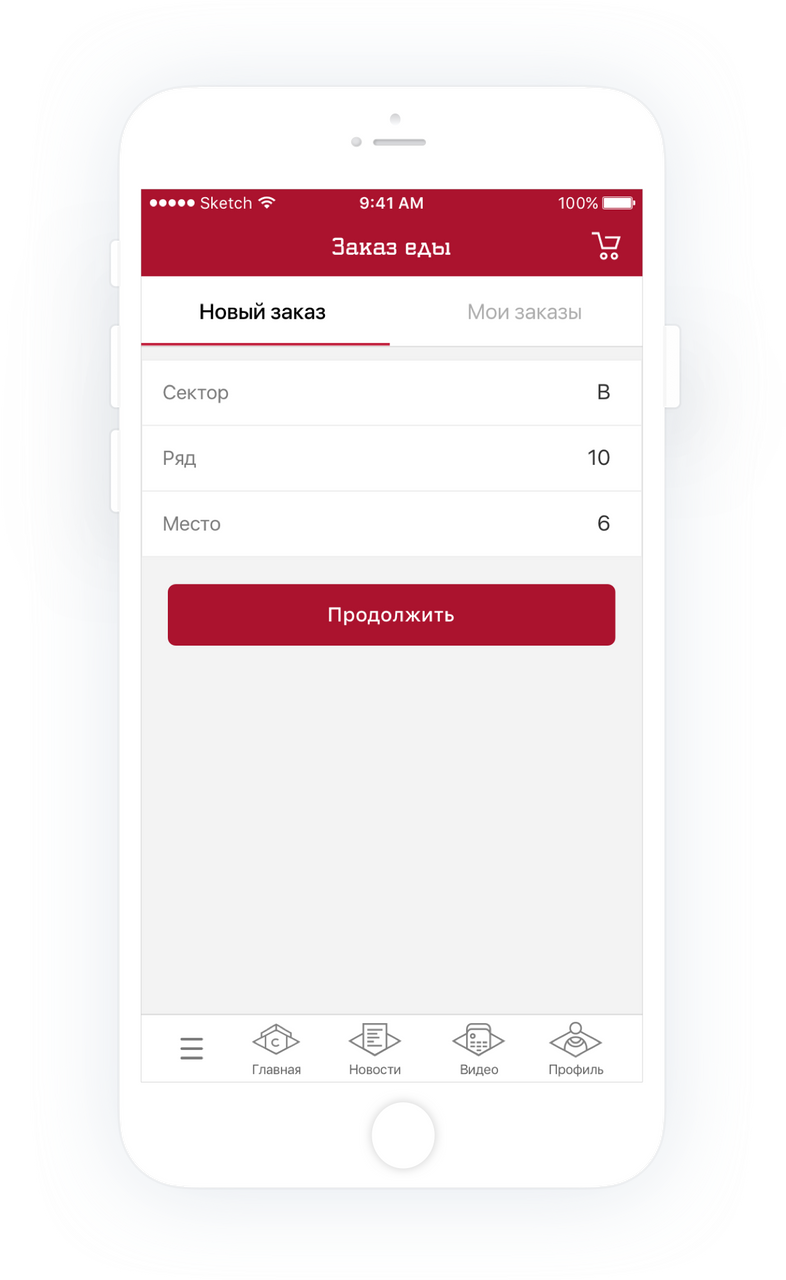 Sketch 9:41 AM 100%
Заказ еды
Новый заказ Мои заказы
Сектор B
Ряд 10
Место 6
Продолжить
C
Главная Новости Видео Профиль